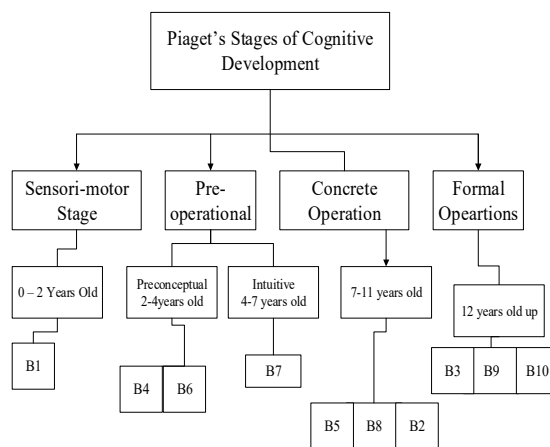 Piaget's Stages of Cognitive
Development
Sensori-motor
Stage
Pre-
operational
Concrete
Operation
Formal
Opeartions
0 – 2 Years Old
Preconceptual
2-4years old
Intuitive
4-7 years old
7-11 years old
12 years old up
B1
B4
B6
B7
B5
B8
B2
B3
B9
B10